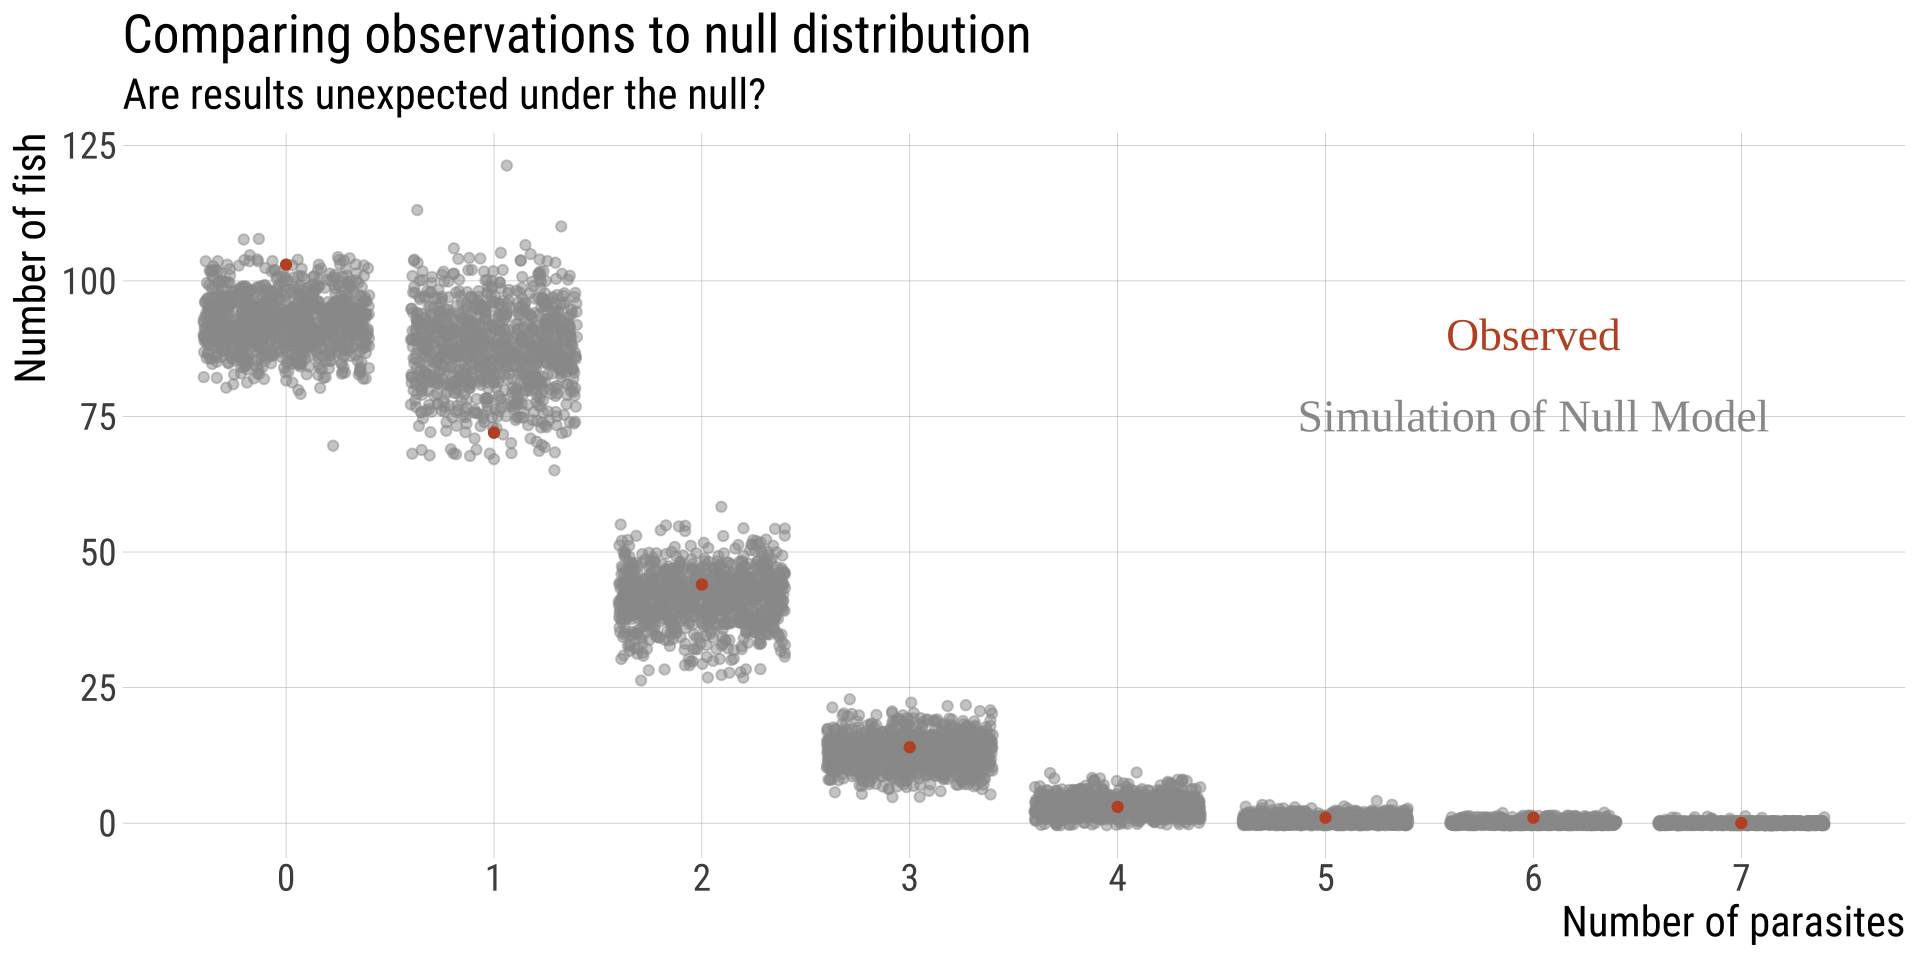 Comparing observations to null distribution
Are results unexpected under the null?
Number of fish
125
100
75
50
25
0
Observed
Simulation of Null Model
0 1 2 3 4 5 6 7
Number of parasites